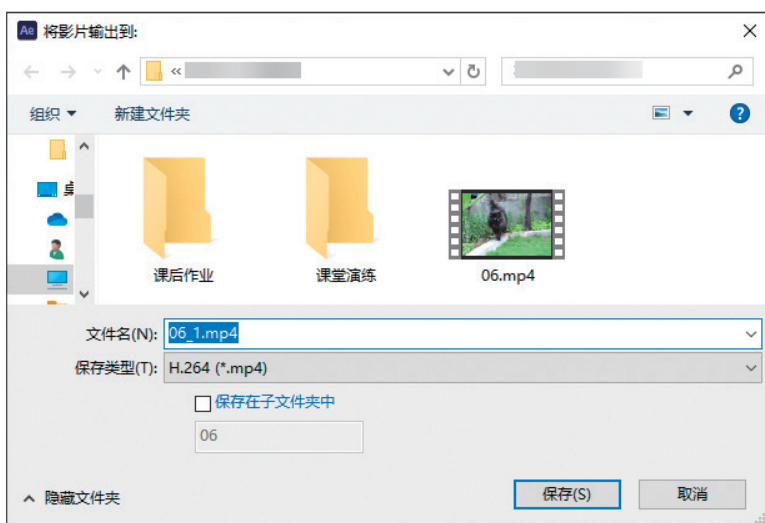 Ae 将影片输出到:
«
组织 新建文件夹
桌
课后作业 课堂演练 06.mp4
文件名(N): 06_1.mp4
保存类型(T): H.264 (*.mp4)
保存在子文件夹中
06
隐藏文件夹 保存(S) 取消